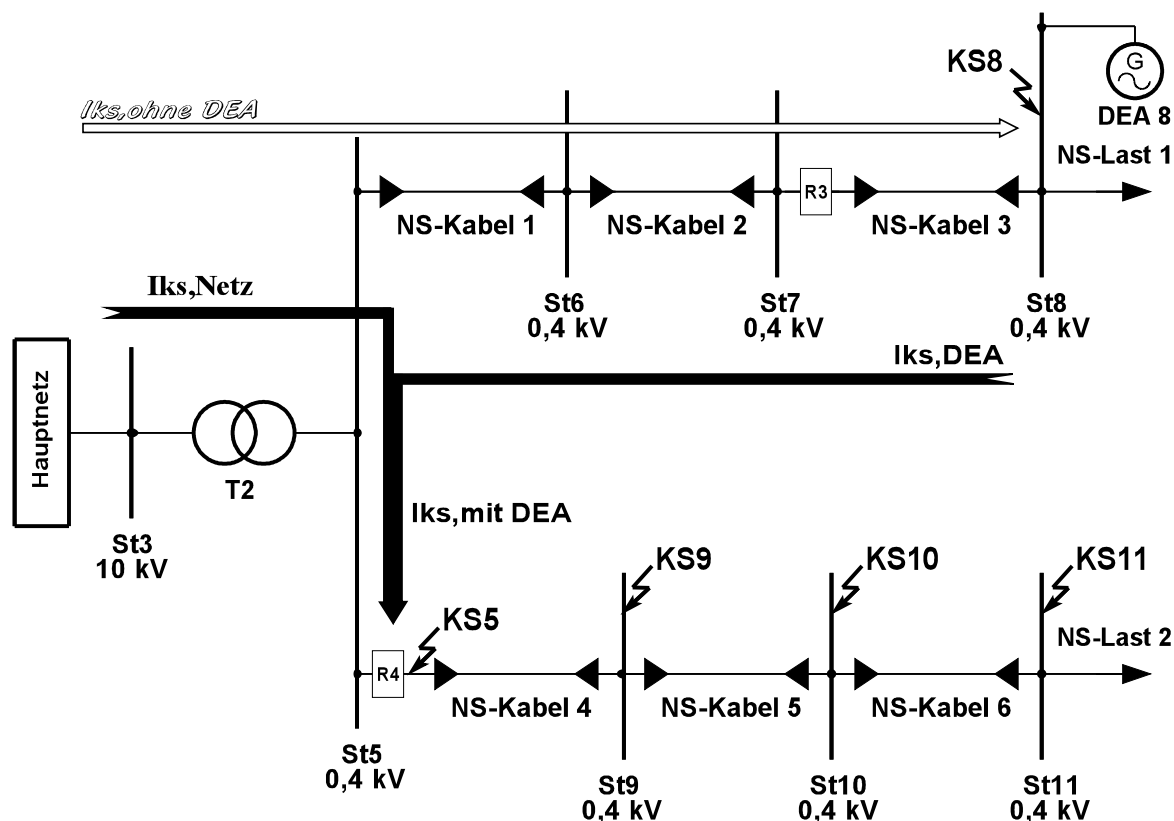 KS8
G
DEA 8
Iks,ohne DEA
NS-Last 1
R3
NS-Kabel 1
NS-Kabel 2
NS-Kabel 3
Iks,Netz
St6
0,4 kV
St7
0,4 kV
St8
0,4 kV
Iks,DEA
Hauptnetz
T2
Iks,mit DEA
St3
10 kV
KS9
KS10
KS11
KS5
NS-Last 2
R4
NS-Kabel 4
NS-Kabel 5
NS-Kabel 6
St5
0,4 kV
St9
0,4 kV
St10
0,4 kV
St11
0,4 kV